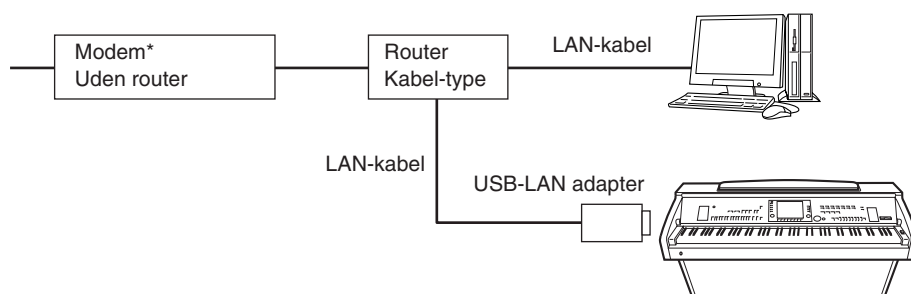 Modem*
Uden router
Router
Kabel-type
LAN-kabel
LAN-kabel
USB-LAN adapter